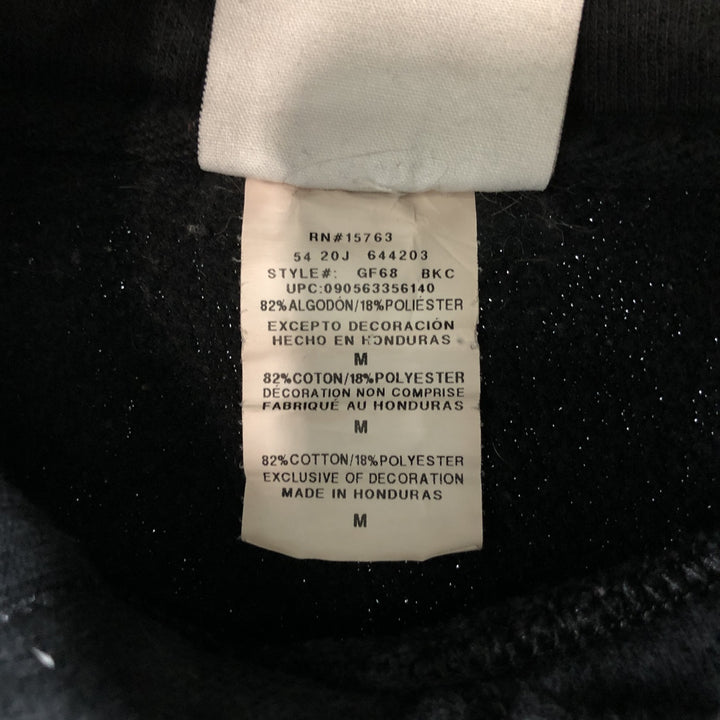 RN#15763
54 20J 644203
STYLE#: GF68 BKC
UPC:090563356140
82%ALGODÓN/18%POLIÉSTER
EXCEPTO DECORACIÓN
HECHO EN HONDURAS
M
82%COTON/18%POLYESTER
DÉCORATION NON COMPRISE
FABRIQUÉ AU HONDURAS
M
82%COTTON/18%POLYESTER
EXCLUSIVE OF DECORATION
MADE IN HONDURAS
M